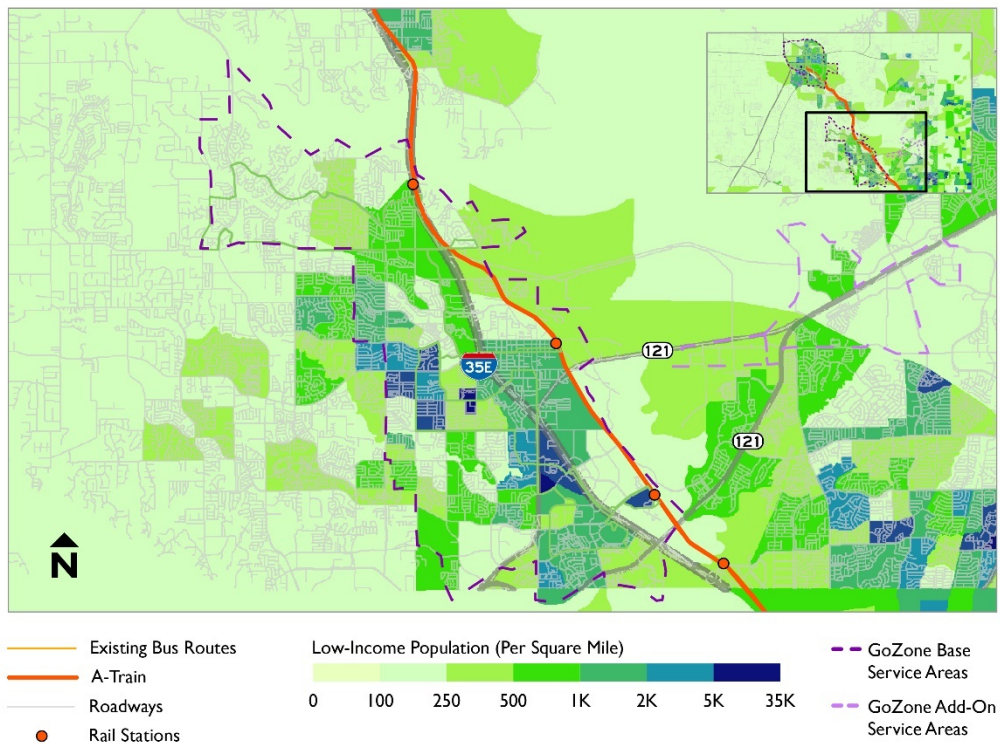 121
35E
121
N
Existing Bus Routes
A-Train
Roadways
Rail Stations
Low-Income Population (Per Square Mile)
0 100 250 500 1K 2K 5K 35K
GoZone Base
Service Areas
GoZone Add-On
Service Areas